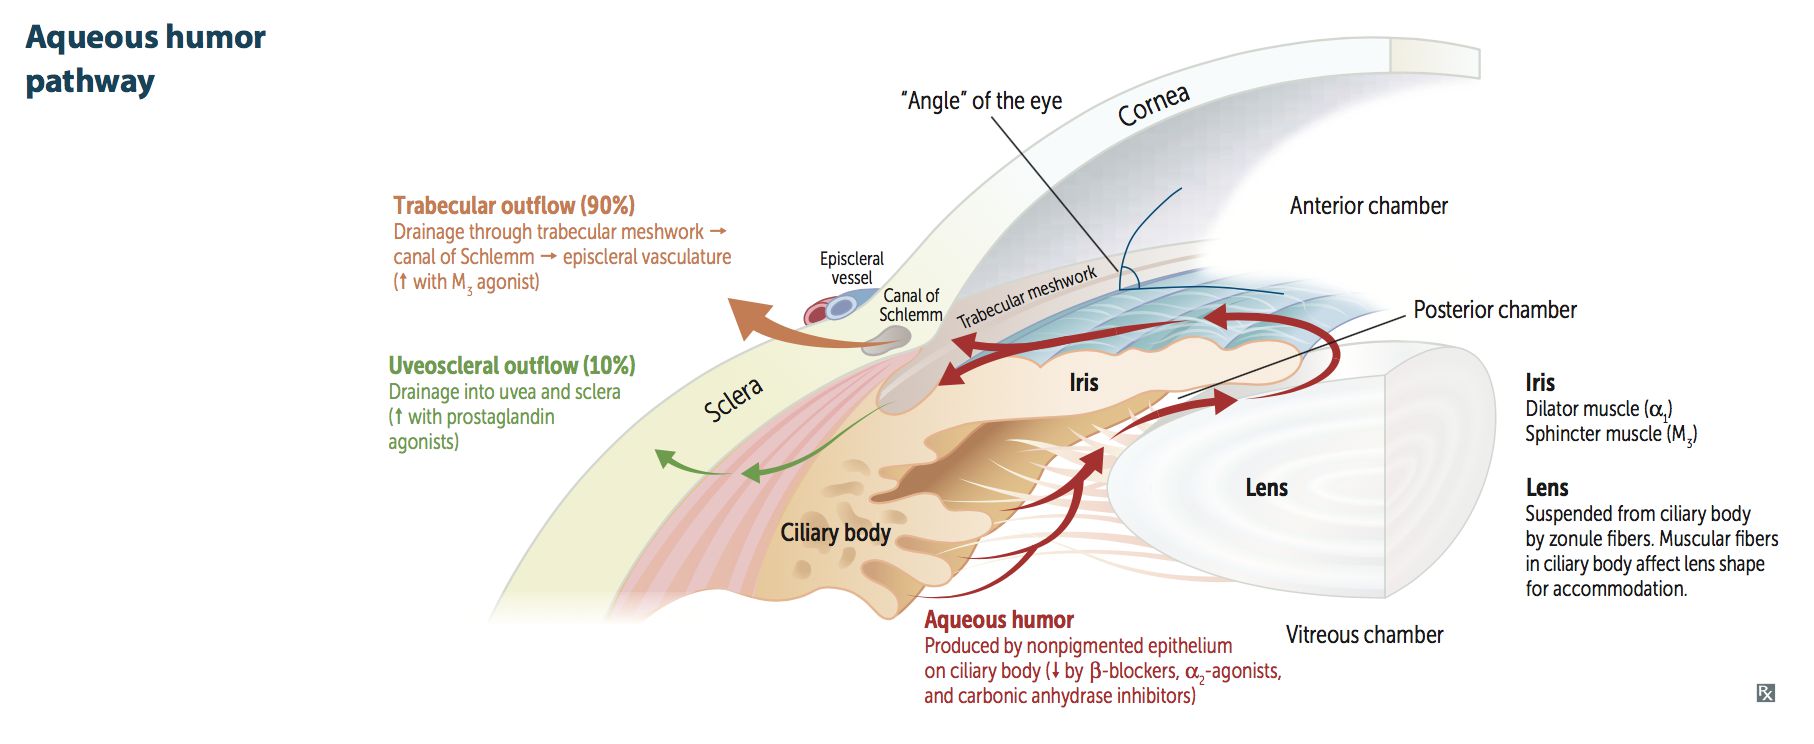 Aqueous humor
pathway
“Angle” of the eye
Cornea
Anterior chamber
Trabecular outflow (90%)
Drainage through trabecular meshwork →
canal of Schlemm → episcleral vasculature
(↑ with M₃ agonist)
Episcleral
vessel
Canal of
Schlemm
Trabecular meshwork
Posterior chamber
Uveoscleral outflow (10%)
Drainage into uvea and sclera
(↑ with prostaglandin
agonists)
Sclera
Iris
Iris
Dilator muscle (α₁)
Sphincter muscle (M₃)
Lens
Lens
Suspended from ciliary body
by zonule fibers. Muscular fibers
in ciliary body affect lens shape
for accommodation.
Ciliary body
Aqueous humor
Produced by nonpigmented epithelium
on ciliary body (↓ by β-blockers, α₂-agonists,
and carbonic anhydrase inhibitors)
Vitreous chamber
Rx